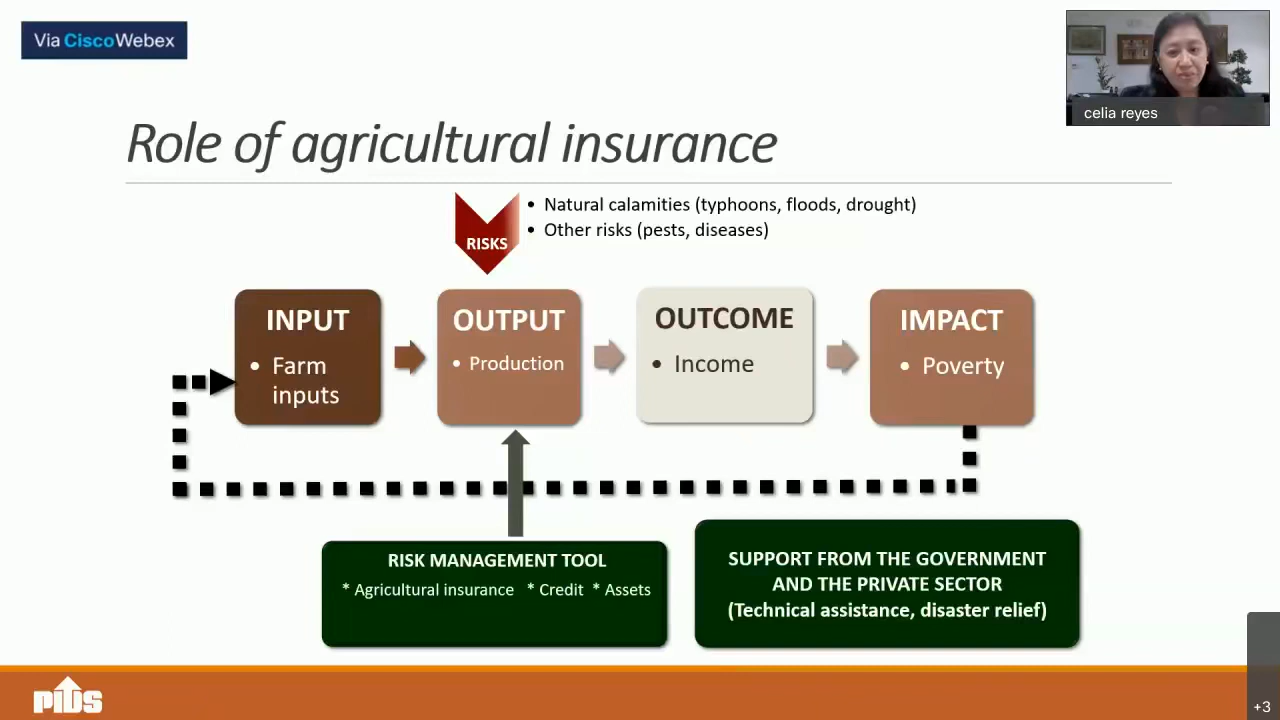 Via CiscoWebex
celia reyes
Role of agricultural insurance
RISKS
• Natural calamities (typhoons, floods, drought)
• Other risks (pests, diseases)
INPUT
• Farm
inputs
OUTPUT
• Production
OUTCOME
• Income
IMPACT
• Poverty
RISK MANAGEMENT TOOL
* Agricultural insurance * Credit * Assets
SUPPORT FROM THE GOVERNMENT
AND THE PRIVATE SECTOR
(Technical assistance, disaster relief)
PIDS
+3